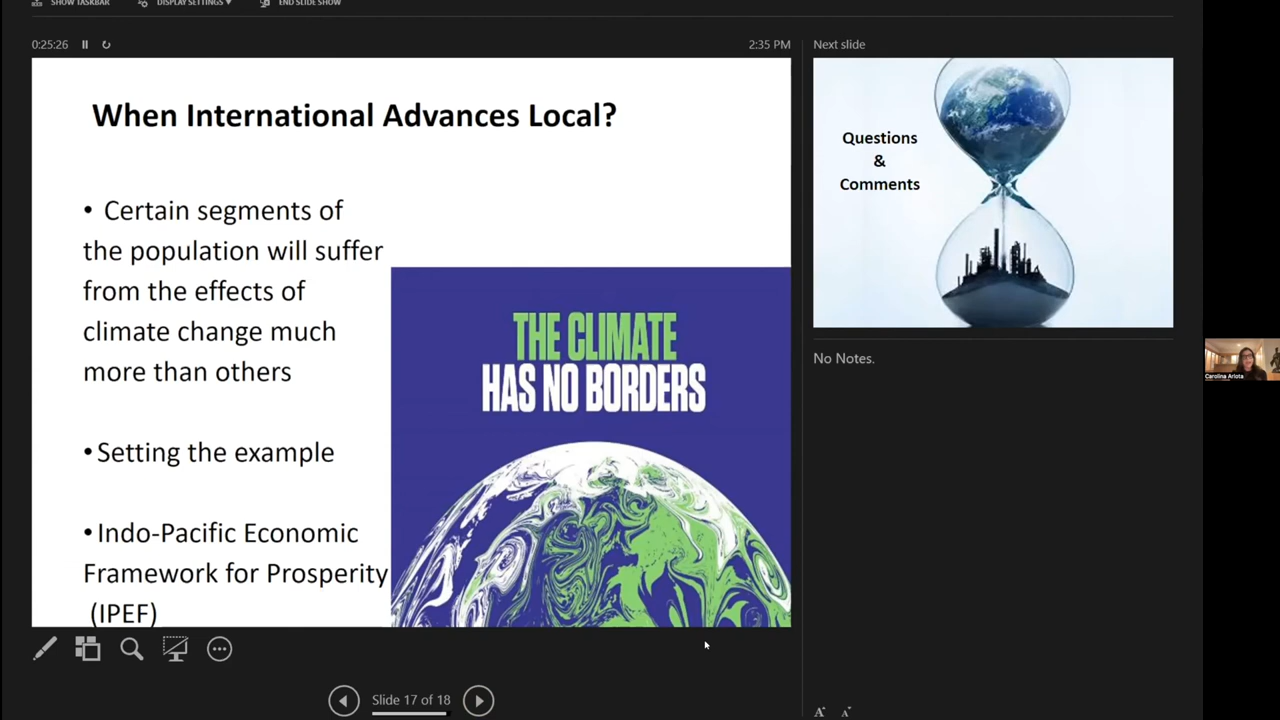 SHOW TASKBAR
DISPLAY SETTINGS
END SLIDE SHOW
0:25:26
2:35 PM
When International Advances Local?
• Certain segments of
the population will suffer
from the effects of
climate change much
more than others
• Setting the example
• Indo-Pacific Economic
Framework for Prosperity
(IPEF)
THE CLIMATE
HAS NO BORDERS
Slide 17 of 18
Next slide
Questions
&
Comments
No Notes.
A A
Carolina Arlota